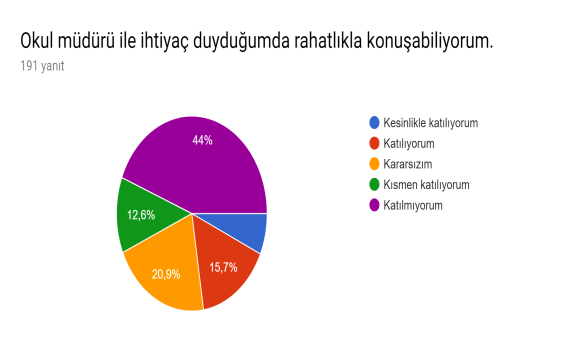 Okul müdürü ile ihtiyaç duyduğumda rahatlıkla konuşabiliyorum.
191 yanıt
Kesinlikle katılıyorum
Katılıyorum
Kararsızım
Kısmen katılıyorum
Katılmıyorum
44%
12,6%
15,7%
20,9%